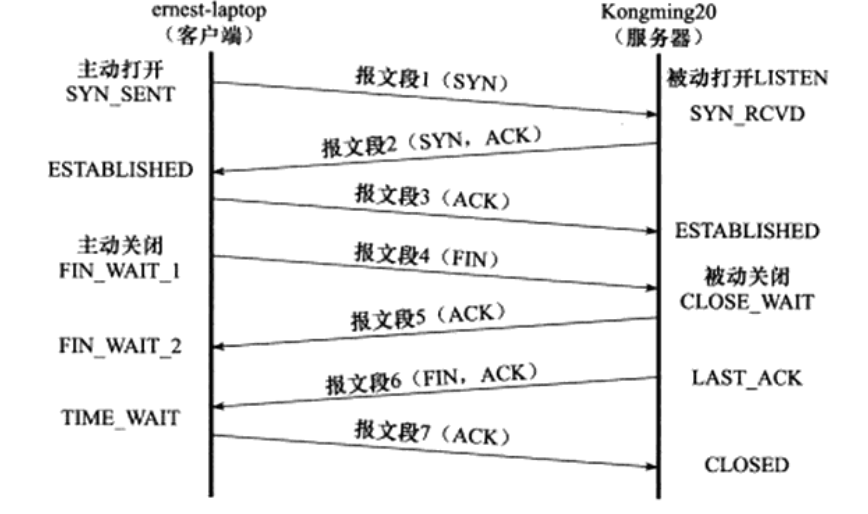 ernest-laptop
（客户端）
Kongming20
（服务器）
主动打开
SYN_SENT
报文段1（SYN）
被动打开LISTEN
SYN_RCVD
报文段2（SYN，ACK）
ESTABLISHED
报文段3（ACK）
ESTABLISHED
主动关闭
FIN_WAIT_1
报文段4（FIN）
被动关闭
CLOSE_WAIT
报文段5（ACK）
FIN_WAIT_2
报文段6（FIN，ACK）
LAST_ACK
TIME_WAIT
报文段7（ACK）
CLOSED